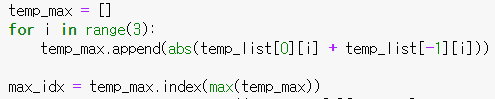 temp_max = []
for i in range(3):
    temp_max.append(abs(temp_list[0][i] + temp_list[-1][i]))

max_idx = temp_max.index(max(temp_max))